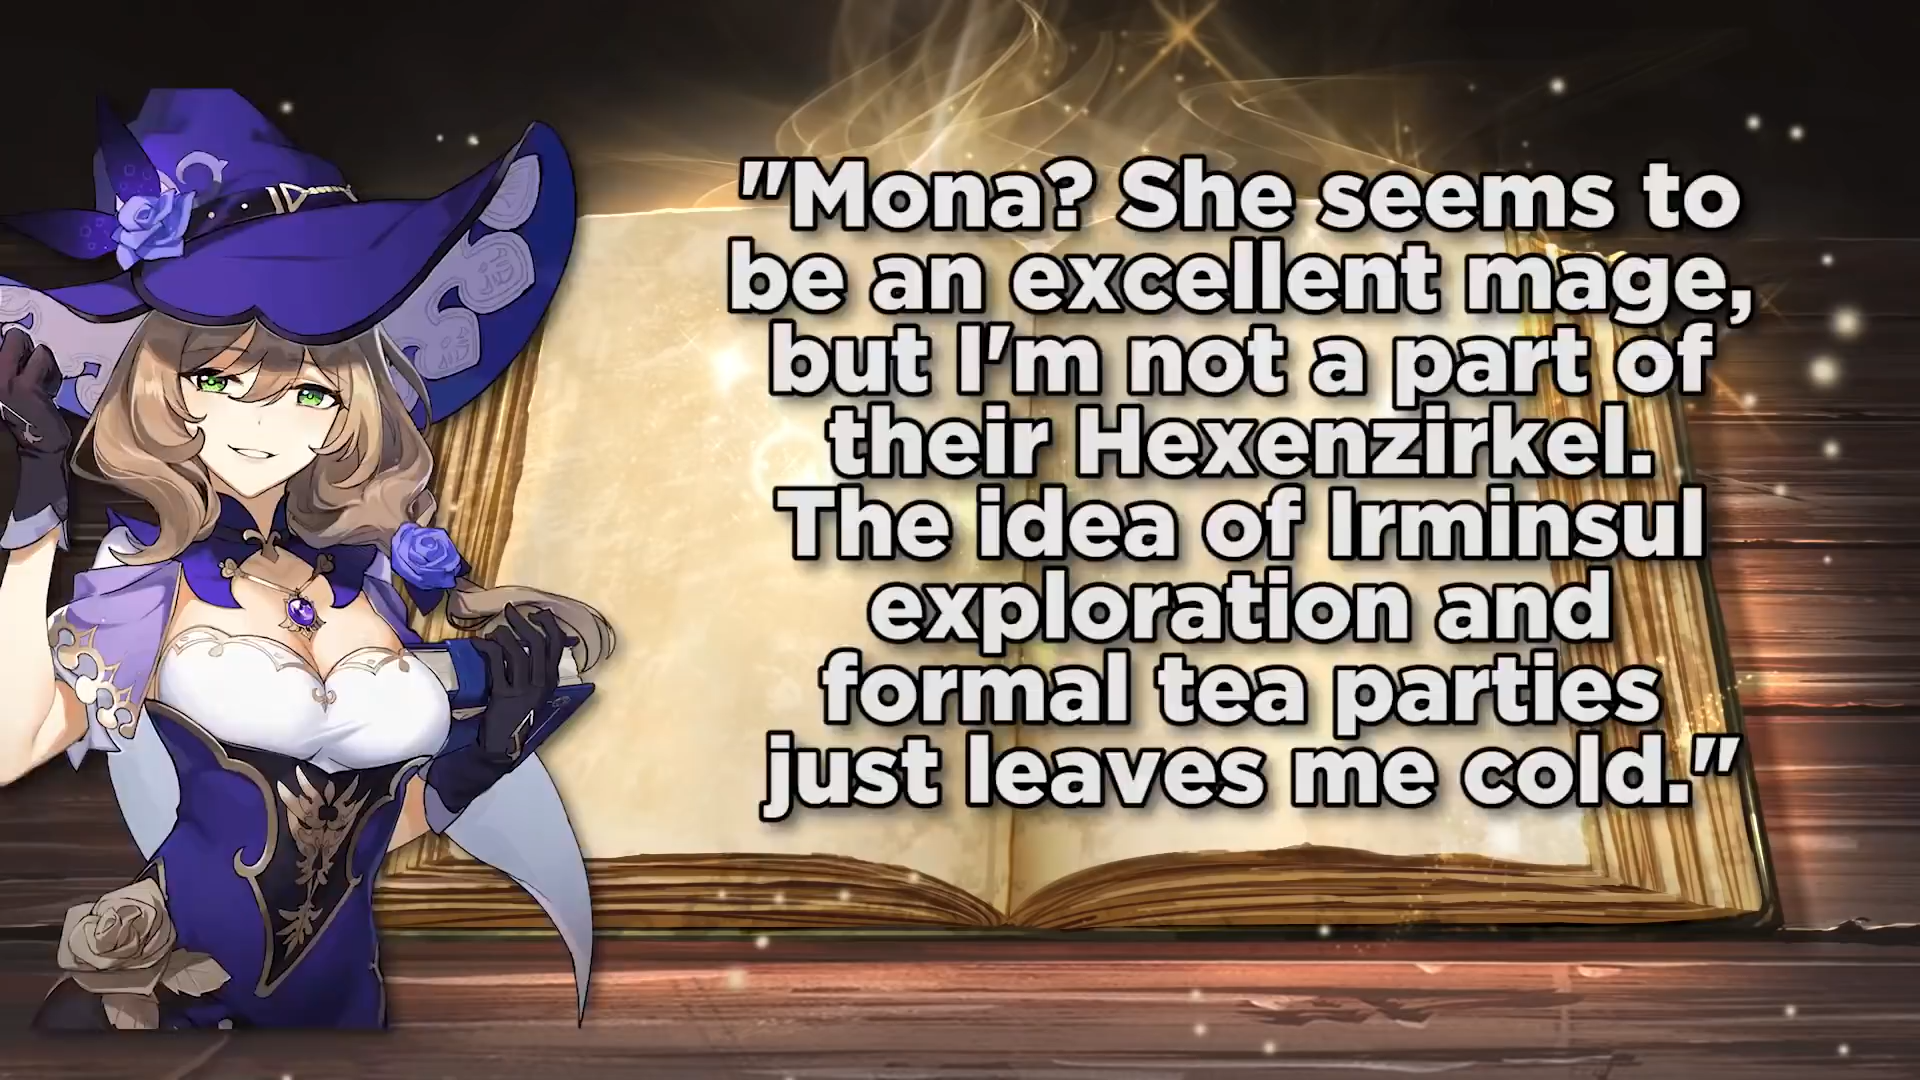 "Mona? She seems to
be an excellent mage,
but I'm not a part of
their Hexenzirkel.
The idea of Irminsul
exploration and
formal tea parties
just leaves me cold."